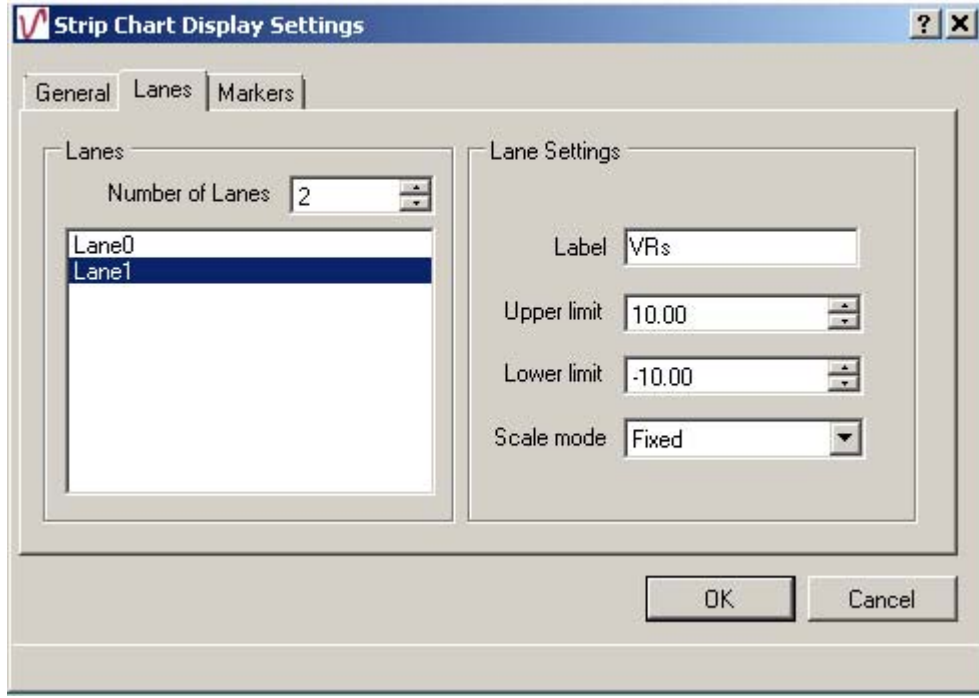 Strip Chart Display Settings
General Lanes Markers
Lanes
Number of Lanes 2
Lane0
Lane1
Lane Settings
Label VRs
Upper limit 10.00
Lower limit -10.00
Scale mode Fixed
OK Cancel